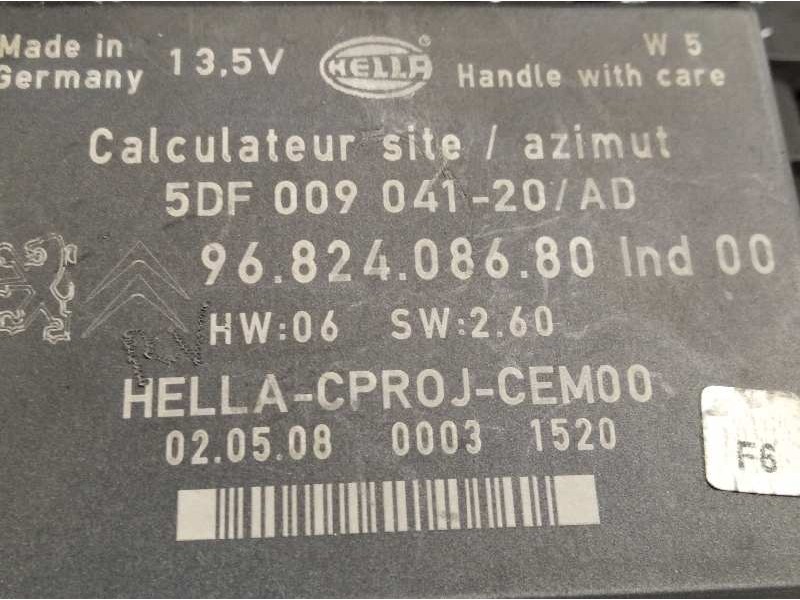 Made in Germany 13,5V HELLA ® W 5
Handle with care
Calculateur site / azimut
5DF 009 041-20/AD
96.824.086.80 Ind 00
HW:06 SW:2.60
HELLA-CPROJ-CEM00
02.05.08 0003 1520
F6